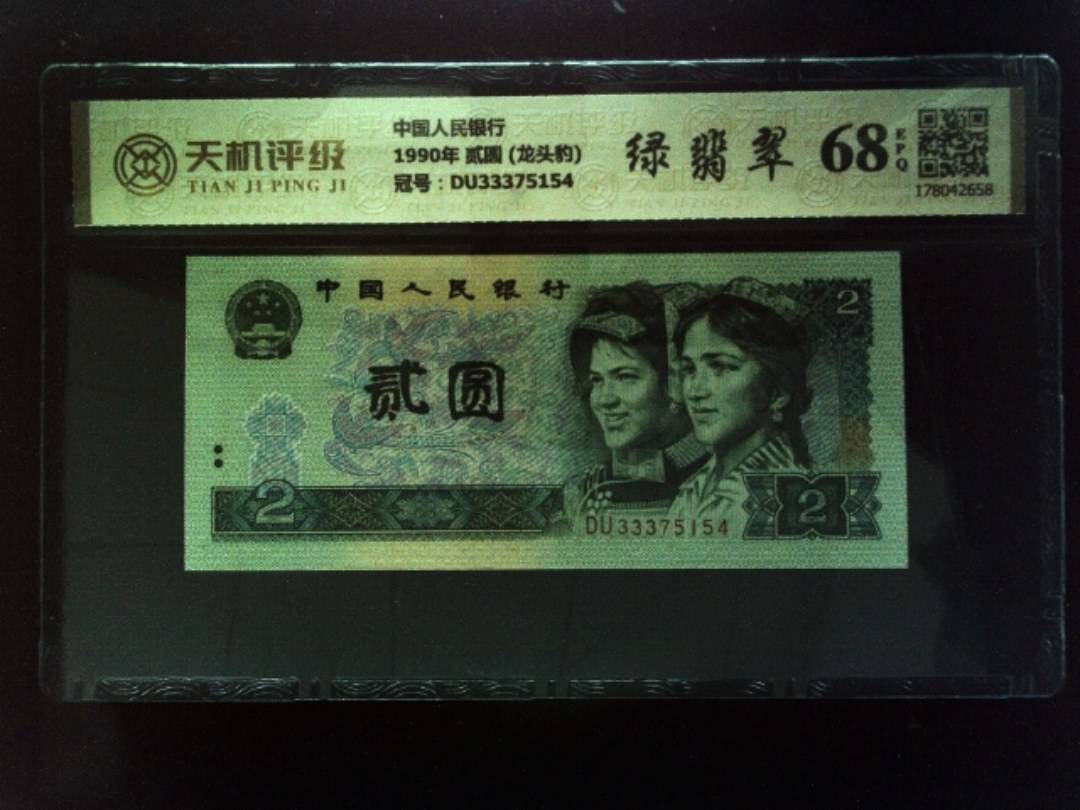 天机评级
TIAN JI PING JI
中国人民银行
1990年 贰圆 (龙头豹)
冠号：DU33375154
绿翡翠
68
EPQ
178042658
中国人民银行
2
贰圆
2
DU33375154
2